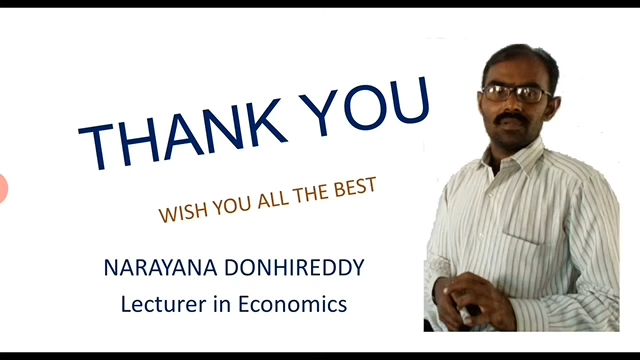 THANK YOU
WISH YOU ALL THE BEST
NARAYANA DONHIREDDY
Lecturer in Economics